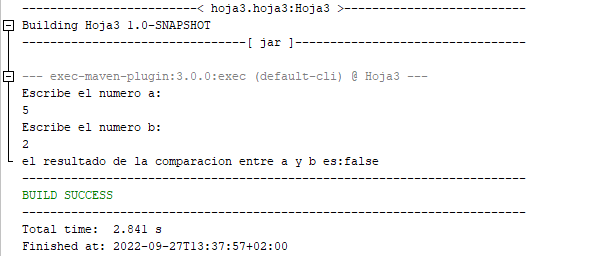 ------------------------< hoja3.hoja3:Hoja3 >-------------------------
Building Hoja3 1.0-SNAPSHOT
--------------------------------[ jar ]---------------------------------
--- exec-maven-plugin:3.0.0:exec (default-cli) @ Hoja3 ---
Escribe el numero a:
5
Escribe el numero b:
2
el resultado de la comparacion entre a y b es:false
------------------------------------------------------------------------
BUILD SUCCESS
------------------------------------------------------------------------
Total time:  2.841 s
Finished at: 2022-09-27T13:37:57+02:00